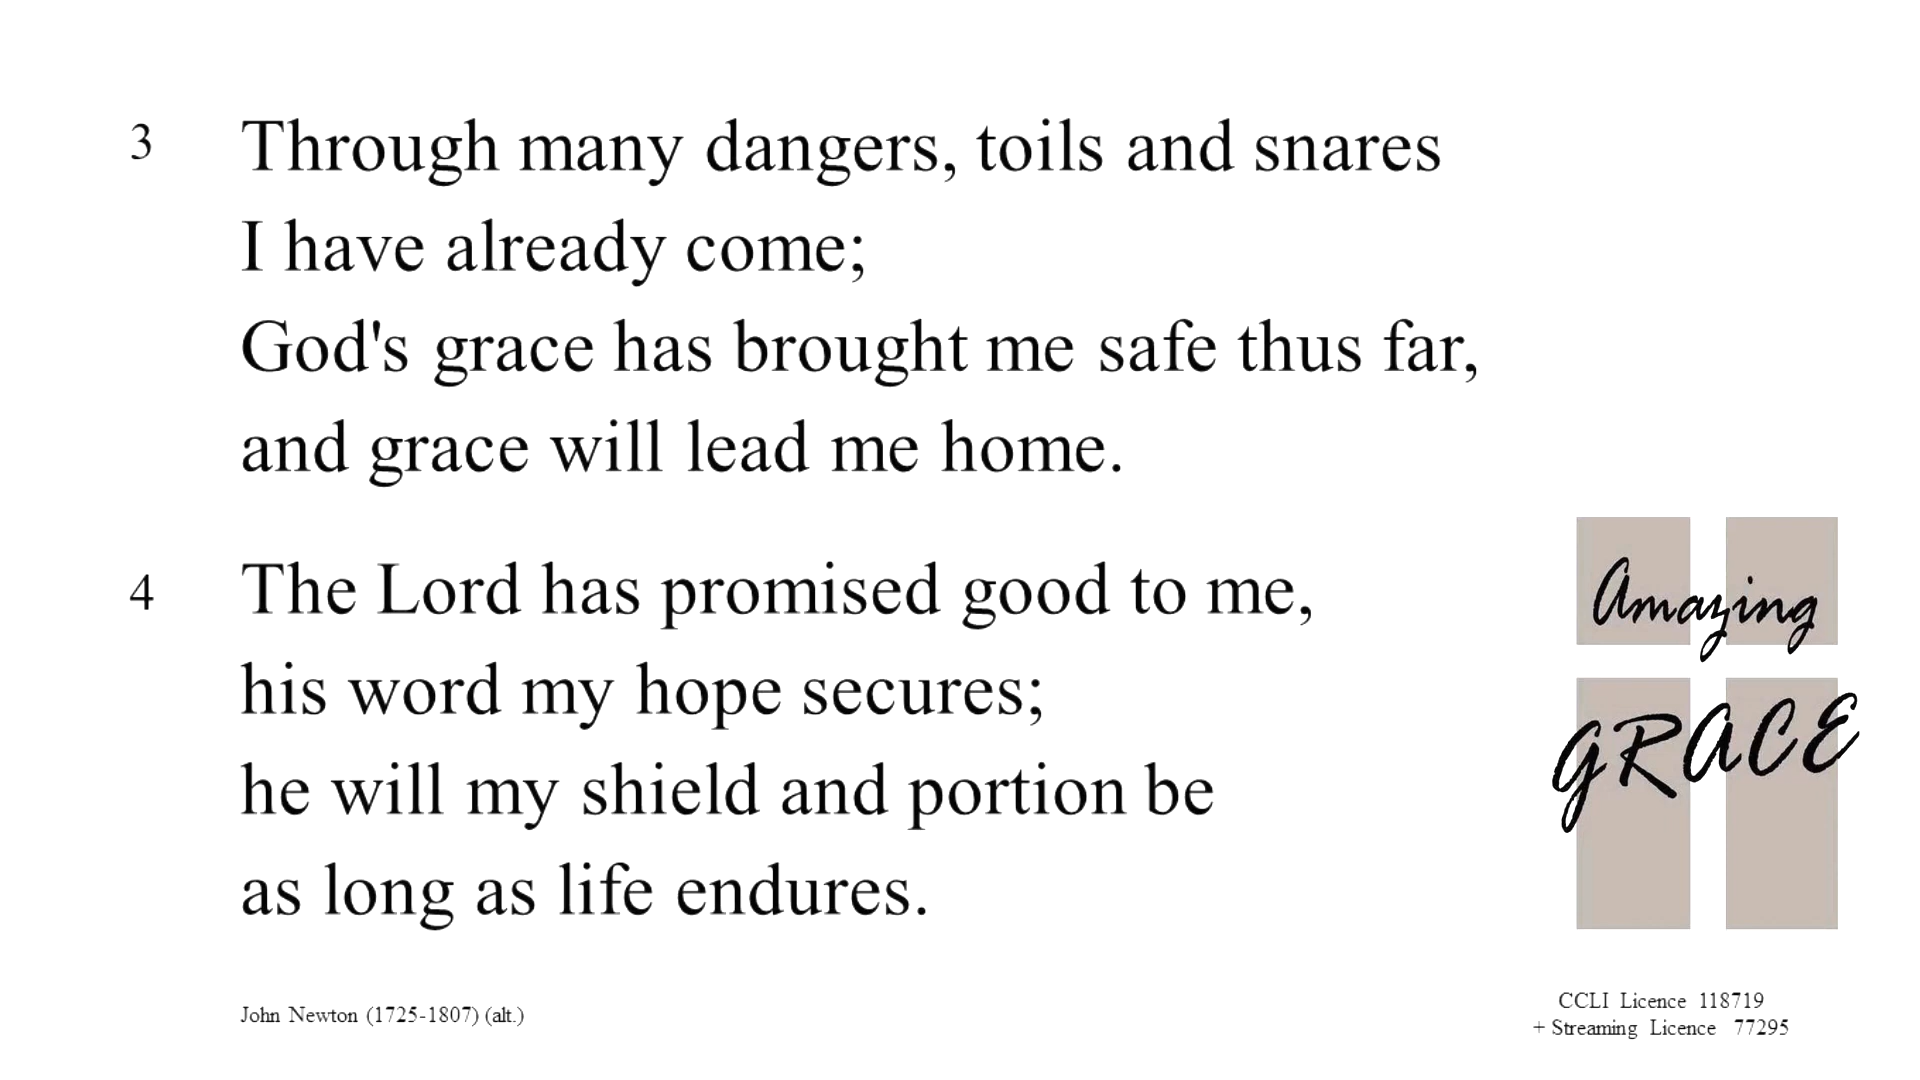 3 Through many dangers, toils and snares
I have already come;
God's grace has brought me safe thus far,
and grace will lead me home.
4 The Lord has promised good to me,
his word my hope secures;
he will my shield and portion be
as long as life endures.
Amazing
GRACE
John Newton (1725-1807) (alt.)
CCLI Licence 118719
+ Streaming Licence 77295